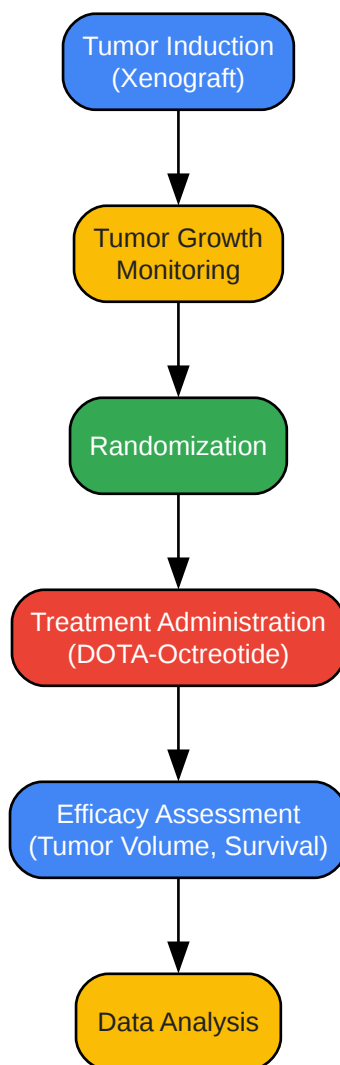 Tumor Induction
(Xenograft)
Tumor Growth
Monitoring
Randomization
Treatment Administration
(DOTA-Octreotide)
Efficacy Assessment
(Tumor Volume, Survival)
Data Analysis